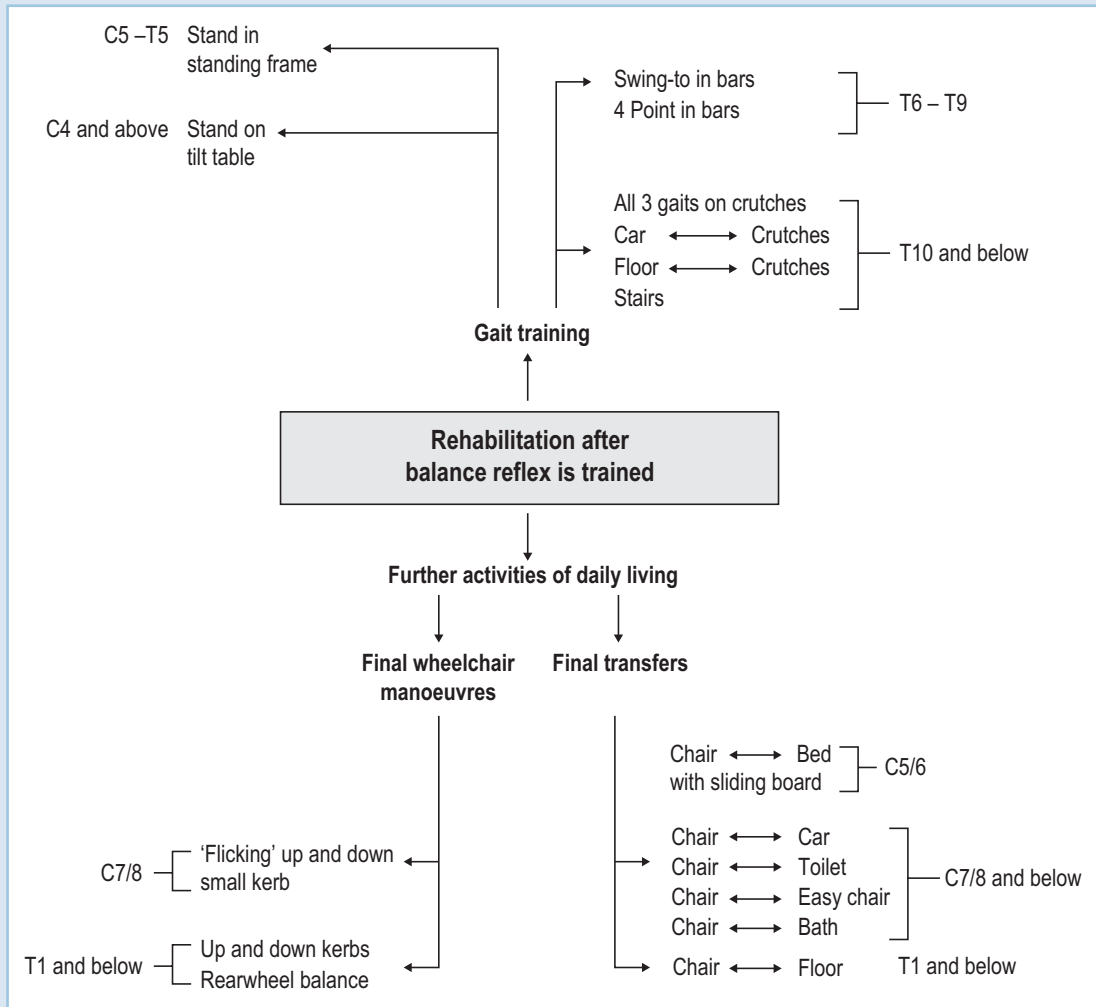 C5 –T5 Stand in
standing frame
C4 and above Stand on
tilt table
Swing-to in bars
4 Point in bars
T6 – T9
All 3 gaits on crutches
Car Crutches
Floor Crutches
Stairs
T10 and below
Gait training
Rehabilitation after
balance reflex is trained
Further activities of daily living
Final wheelchair
manoeuvres
Final transfers
C7/8
‘Flicking’ up and down
small kerb
T1 and below
Up and down kerbs
Rearwheel balance
Chair Bed
with sliding board
C5/6
Chair Car
Chair Toilet
Chair Easy chair
Chair Bath
C7/8 and below
Chair Floor T1 and below